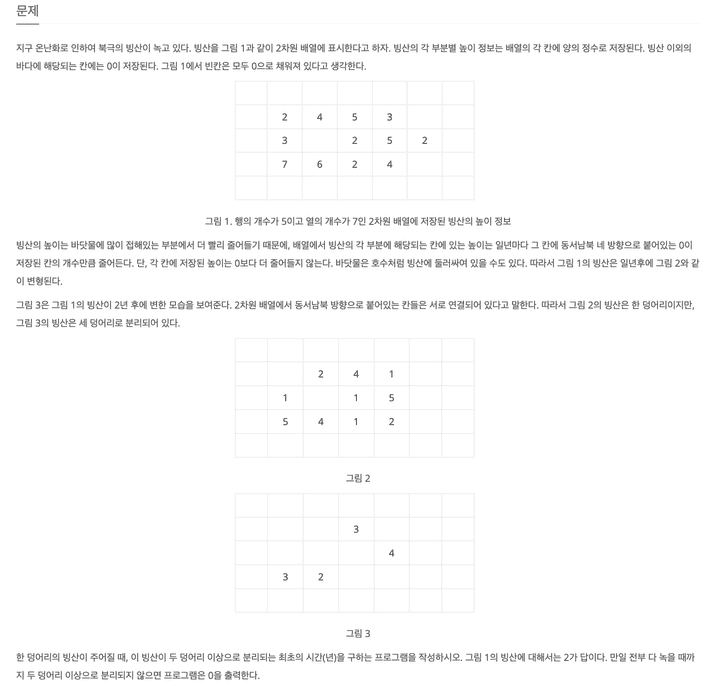 문제
지구 온난화로 인하여 북극의 빙산이 녹고 있다. 빙산을 그림 1과 같이 2차원 배열에 표시한다고 하자. 빙산의 각 부분별 높이 정보는 배열의 각 칸에 양의 정수로 저장된다. 빙산 이외의
바다에 해당되는 칸에는 0이 저장된다. 그림 1에서 빈칸은 모두 0으로 채워져 있다고 생각한다.
2 4 5 3
3 2 5 2
7 6 2 4
그림 1. 행의 개수가 5이고 열의 개수가 7인 2차원 배열에 저장된 빙산의 높이 정보
빙산의 높이는 바닷물에 많이 접해있는 부분에서 더 빨리 줄어들기 때문에, 배열에서 빙산의 각 부분에 해당되는 칸에 있는 높이는 일년마다 그 칸에 동서남북 네 방향으로 붙어있는 0이
저장된 칸의 개수만큼 줄어든다. 단, 각 칸에 저장된 높이는 0보다 더 줄어들지 않는다. 바닷물은 호수처럼 빙산에 둘러싸여 있을 수도 있다. 따라서 그림 1의 빙산은 일년후에 그림 2와 같
이 변형된다.
그림 3은 그림 1의 빙산이 2년 후에 변한 모습을 보여준다. 2차원 배열에서 동서남북 방향으로 붙어있는 칸들은 서로 연결되어 있다고 말한다. 따라서 그림 2의 빙산은 한 덩어리이지만,
그림 3의 빙산은 세 덩어리로 분리되어 있다.
2 4 1
1 1 5
5 4 1 2
그림 2
3
4
3 2
그림 3
한 덩어리의 빙산이 주어질 때, 이 빙산이 두 덩어리 이상으로 분리되는 최초의 시간(년)을 구하는 프로그램을 작성하시오. 그림 1의 빙산에 대해서는 2가 답이다. 만일 전부 다 녹을 때까
지 두 덩어리 이상으로 분리되지 않으면 프로그램은 0을 출력한다.